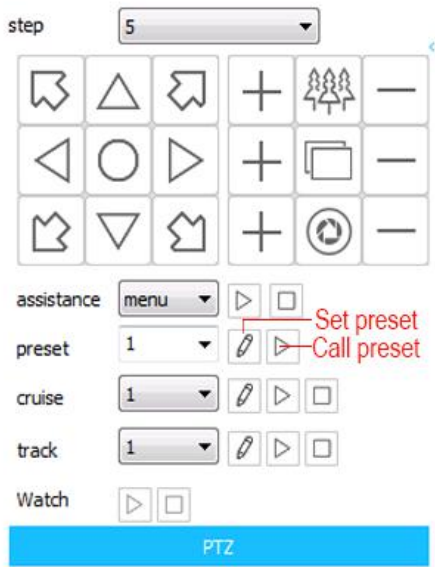 step 5
assistance menu
Set preset
preset 1
Call preset
cruise 1
track 1
Watch
PTZ